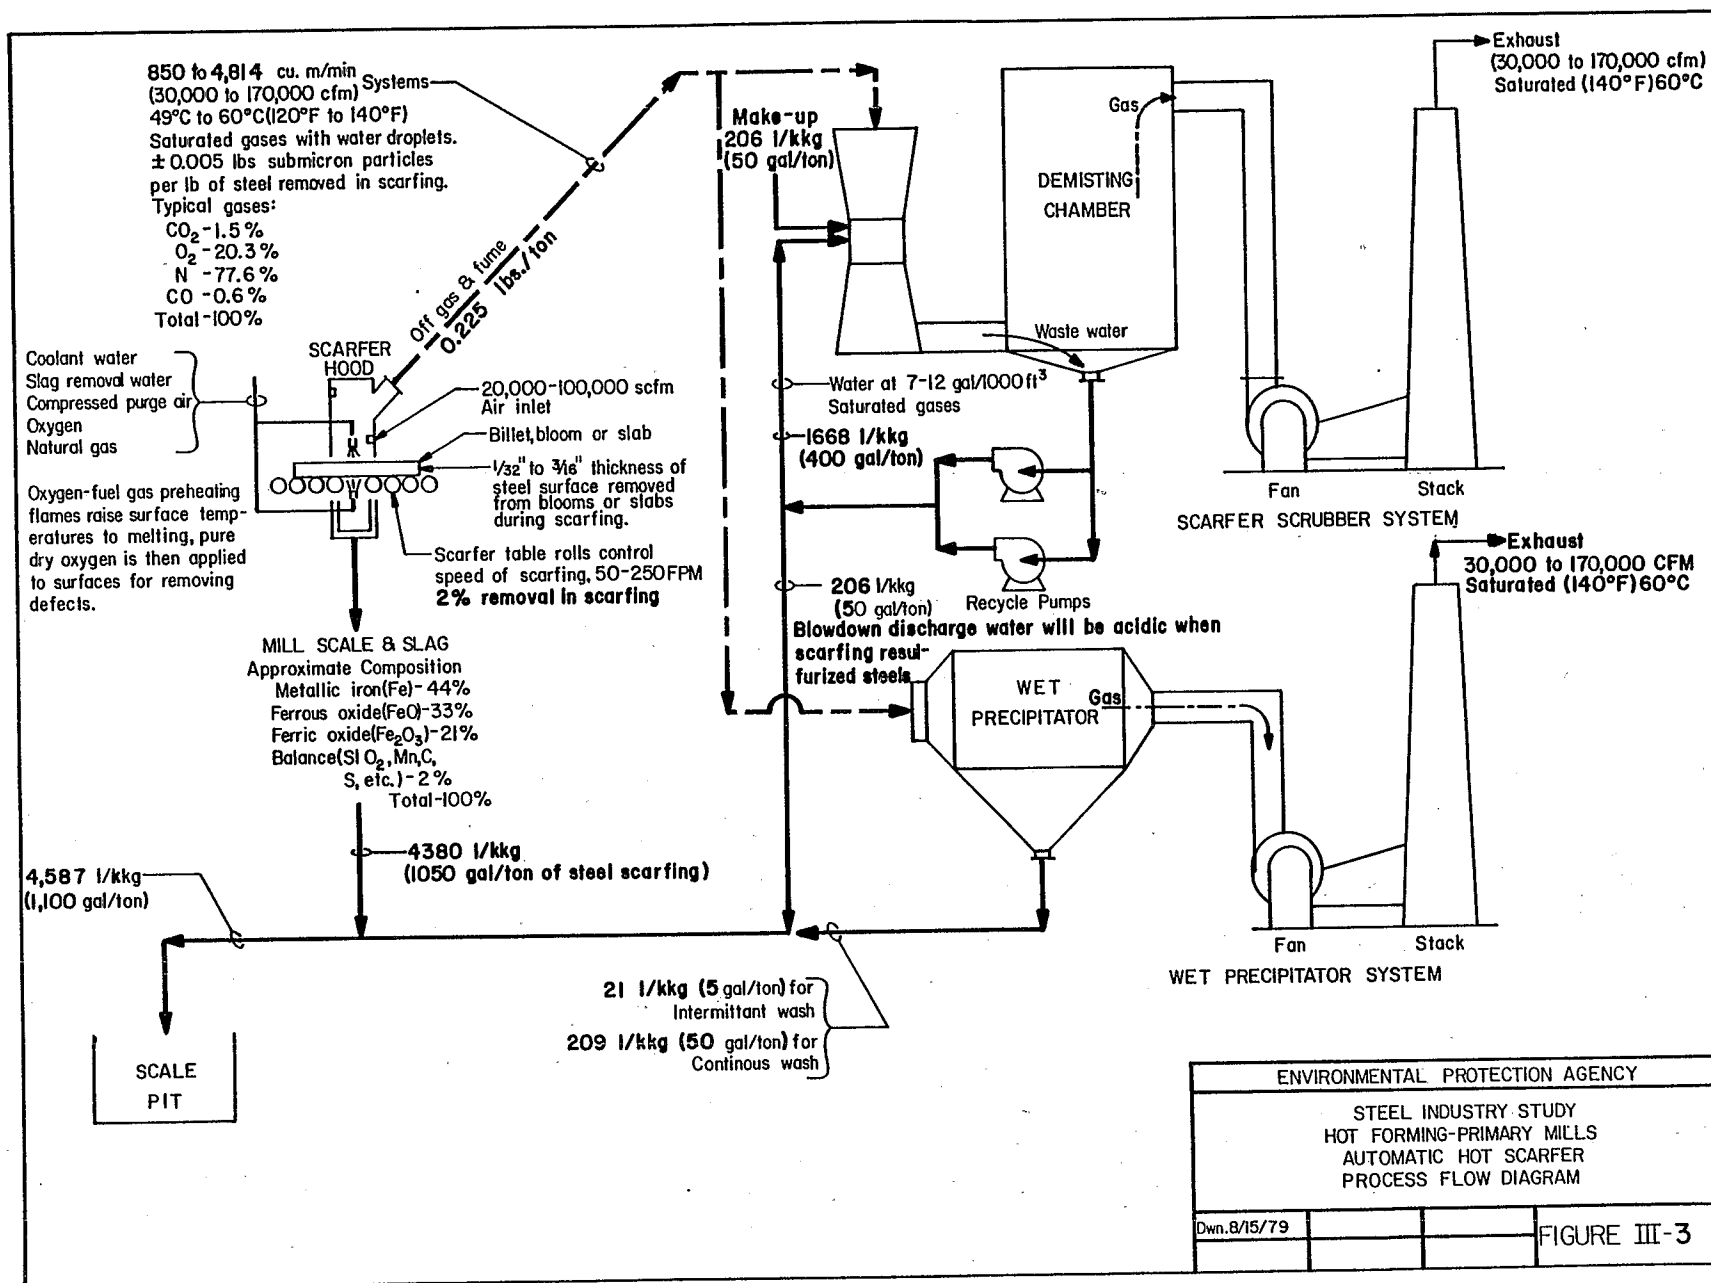 850 to 4,814 cu. m/min
(30,000 to 170,000 cfm)
Systems
49°C to 60°C(120°F to 140°F)
Saturated gases with water droplets.
± 0.005 lbs submicron particles
per lb of steel removed in scarfing.
Typical gases:
CO2-1.5%
O2-20.3%
N -77.6%
CO -0.6%
Total-100%
Off gas & fume
0.225 lbs./ton
Make-up
206 l/kkg
(50 gal/ton)
DEMISTING
CHAMBER
Gas
Exhaust
(30,000 to 170,000 cfm)
Saturated (140°F)60°C
Coolant water
Slag removal water
Compressed purge air
Oxygen
Natural gas
SCARFER
HOOD
20,000-100,000 scfm
Air inlet
Billet,bloom or slab
1/32" to 3/16" thickness of
steel surface removed
from blooms or slabs
during scarfing.
Oxygen-fuel gas preheating
flames raise surface temp-
eratures to melting, pure
dry oxygen is then applied
to surfaces for removing
defects.
Scarfer table rolls control
speed of scarfing, 50-250FPM
2% removal in scarfing
Waste water
Water at 7-12 gal/1000ft3
Saturated gases
1668 l/kkg
(400 gal/ton)
Fan
Stack
SCARFER SCRUBBER SYSTEM
206 l/kkg
(50 gal/ton)
Recycle Pumps
Blowdown discharge water will be acidic when
scarfing resul-
furized steels
Exhaust
30,000 to 170,000 CFM
Saturated (140°F)60°C
MILL SCALE & SLAG
Approximate Composition
Metallic iron(Fe)-44%
Ferrous oxide(FeO)-33%
Ferric oxide(Fe2O3)-21%
Balance(SiO2,Mn,C,
S, etc.)-2%
Total-100%
WET
PRECIPITATOR
Gas
4380 l/kkg
(1050 gal/ton of steel scarfing)
4,587 l/kkg
(1,100 gal/ton)
Fan
Stack
WET PRECIPITATOR SYSTEM
21 l/kkg (5 gal/ton) for
Intermittant wash
209 l/kkg (50 gal/ton) for
Continous wash
SCALE
PIT
ENVIRONMENTAL PROTECTION AGENCY
STEEL INDUSTRY STUDY
HOT FORMING-PRIMARY MILLS
AUTOMATIC HOT SCARFER
PROCESS FLOW DIAGRAM
Dwn.8/15/79
FIGURE III-3